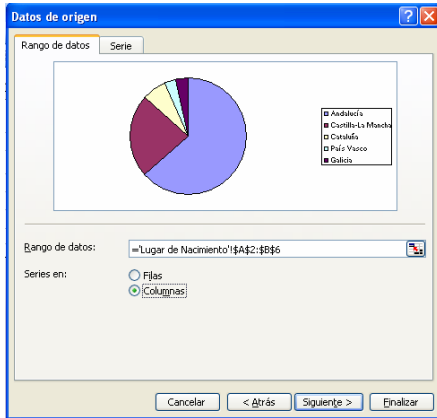 Datos de origen
Rango de datos
Serie
Andalucía
Castilla-La Mancha
Cataluña
País Vasco
Galicia
Rango de datos:
='Lugar de Nacimiento'!$A$2:$B$6
Series en:
Filas
Columnas
Cancelar
< Atrás
Siguiente >
Finalizar